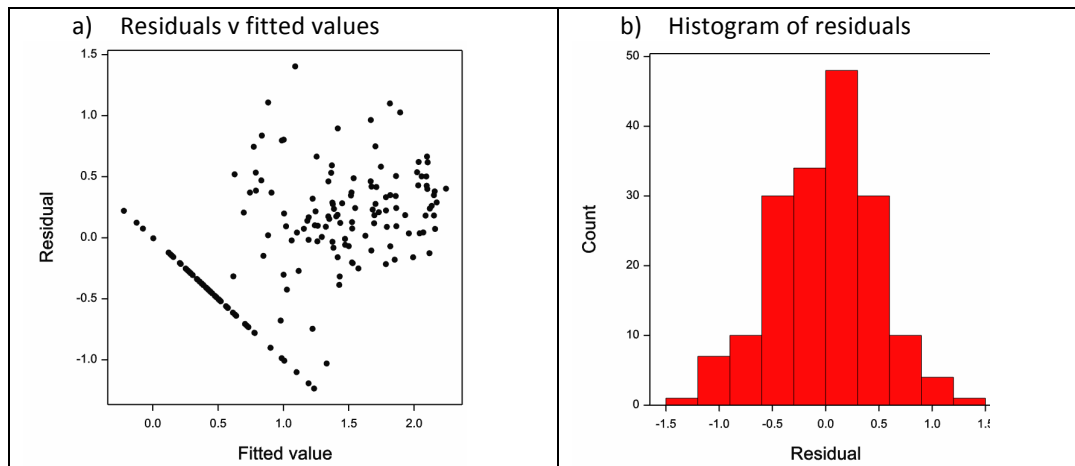 a) Residuals v fitted values
1.5
1.0
0.5
0.0
-0.5
-1.0
Residual
0.0 0.5 1.0 1.5 2.0
Fitted value
b) Histogram of residuals
50
40
30
20
10
0
Count
-1.5 -1.0 -0.5 0.0 0.5 1.0
Residual